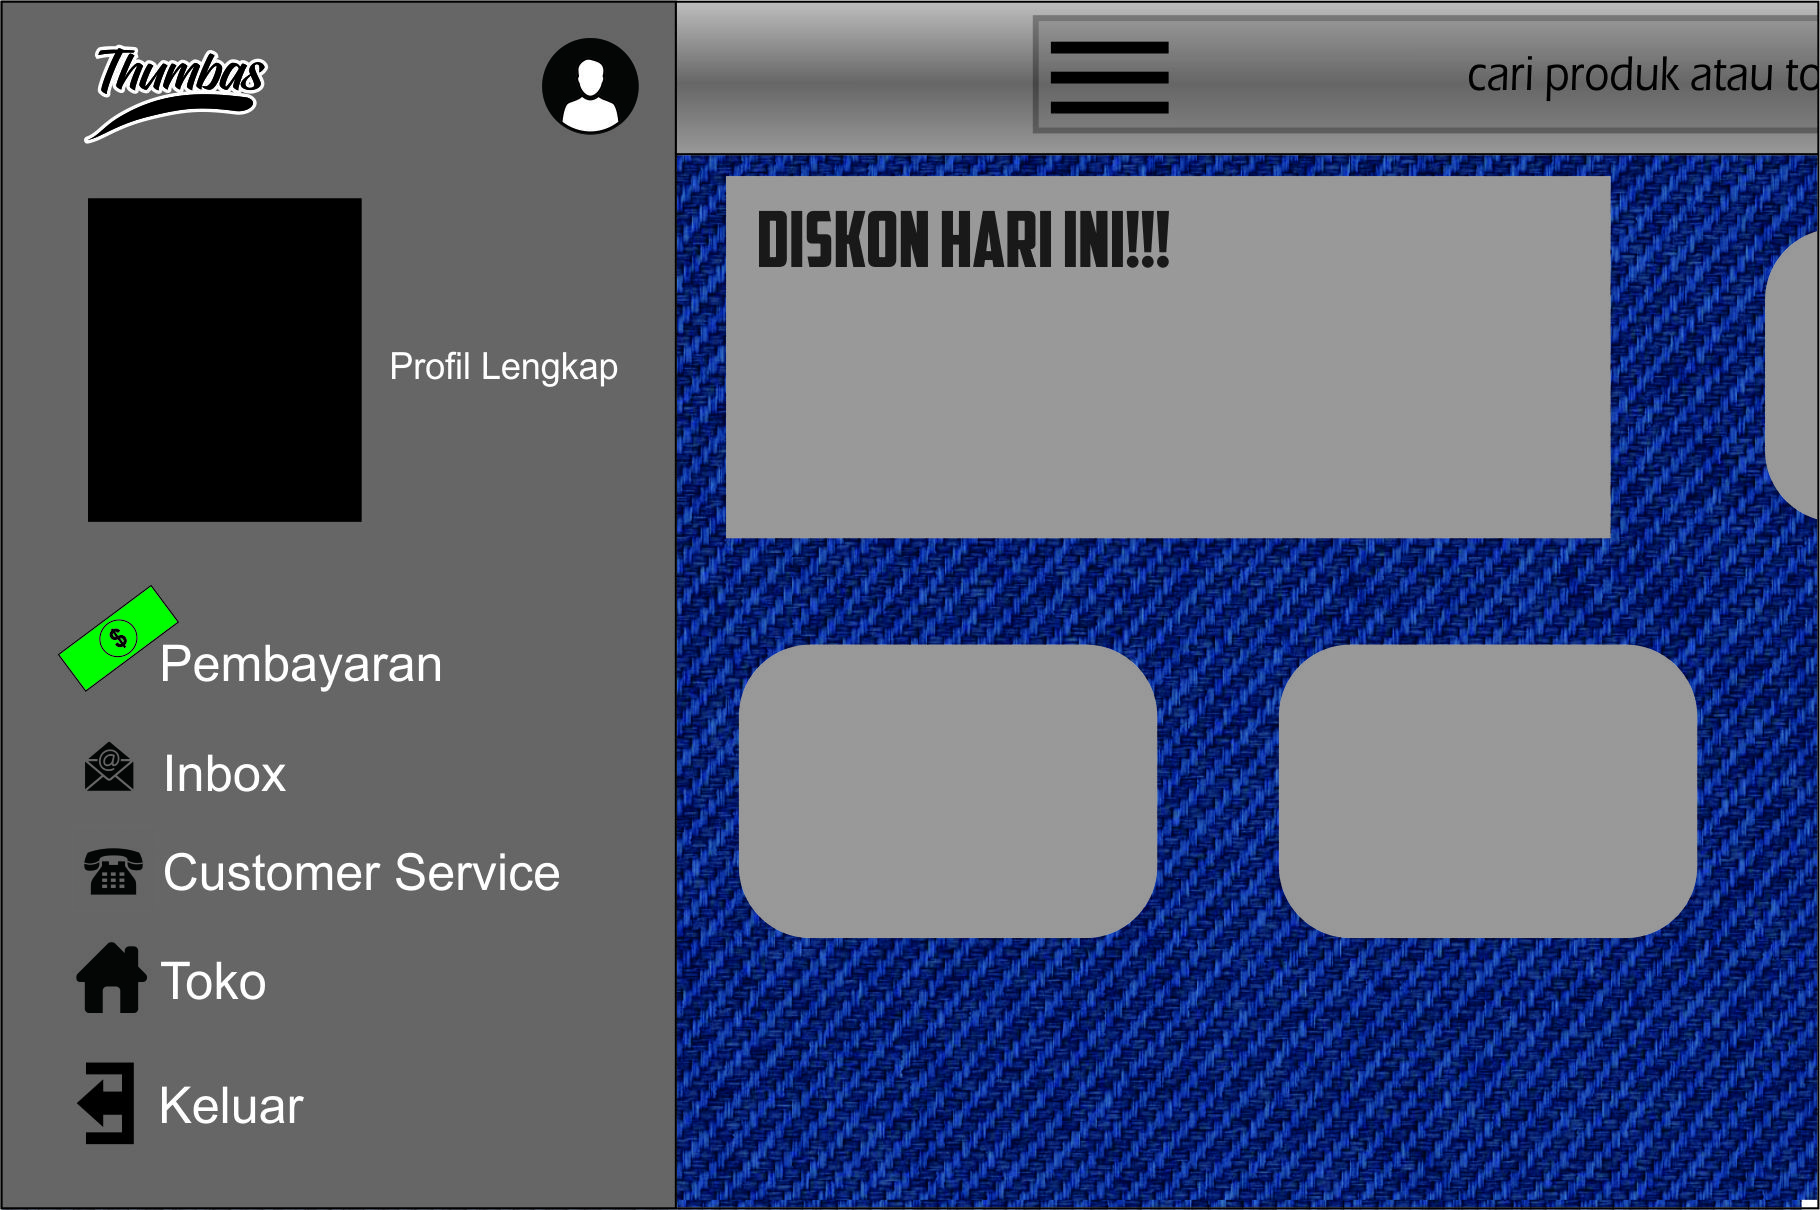 Thumbas
cari produk atau to
DISKON HARI INI!!!
Profil Lengkap
$
Pembayaran
@
Inbox
Customer Service
Toko
Keluar